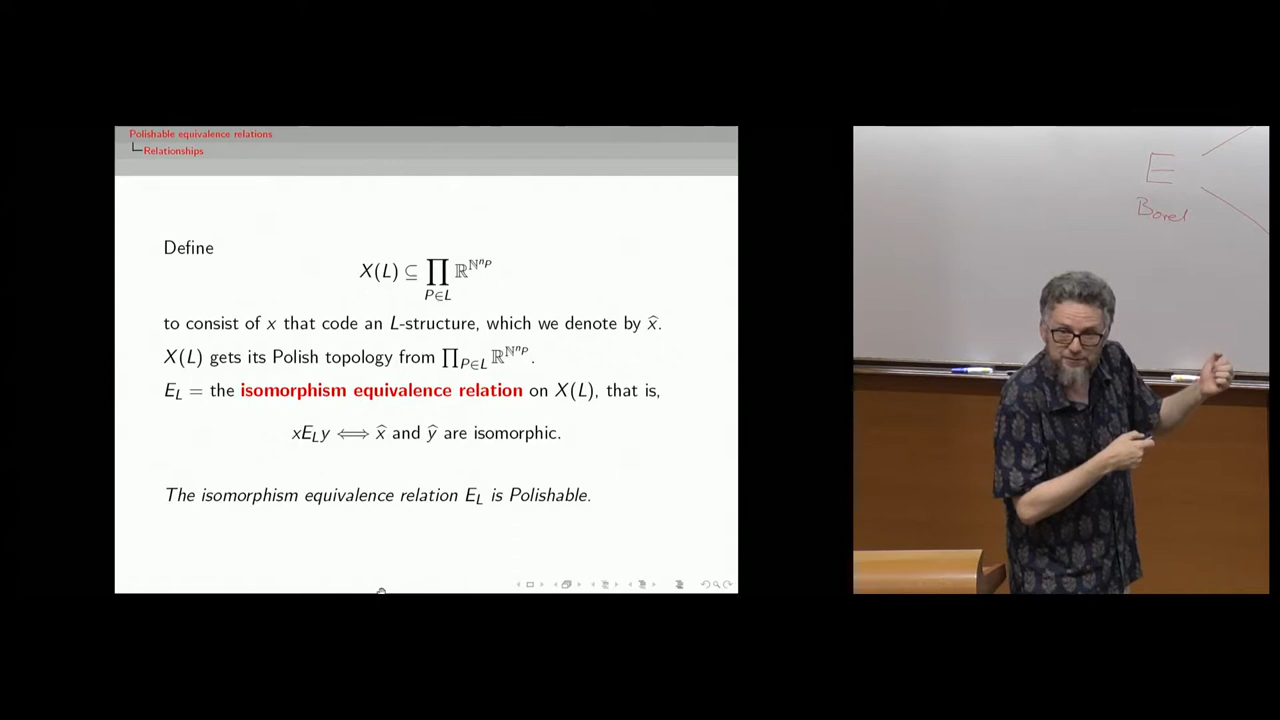 Polishable equivalence relations
Relationships
Define
X(L) ⊆ ∏_{P∈L} ℝ^{ℕ^{n_P}}
to consist of x that code an L-structure, which we denote by x̂.
X(L) gets its Polish topology from ∏_{P∈L} ℝ^{ℕ^{n_P}}.
E_L = the isomorphism equivalence relation on X(L), that is,
xE_Ly ⟺ x̂ and ŷ are isomorphic.
The isomorphism equivalence relation E_L is Polishable.
E
Borel